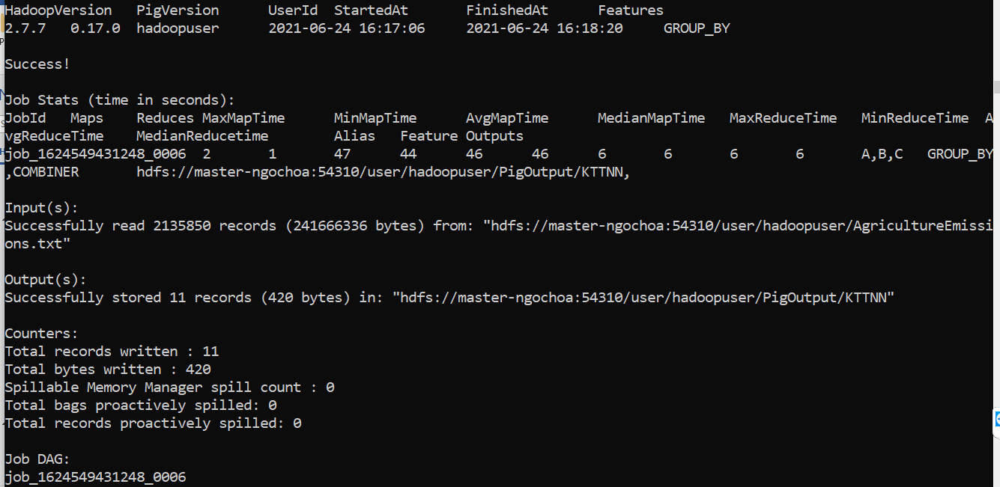 HadoopVersion PigVersion UserId StartedAt FinishedAt Features
2.7.7 0.17.0 hadoopuser 2021-06-24 16:17:06 2021-06-24 16:18:20 GROUP_BY
Success!
Job Stats (time in seconds):
JobId Maps Reduces MaxMapTime MinMapTime AvgMapTime MedianMapTime MaxReduceTime MinReduceTime A
vgReduceTime MedianReducetime Alias Feature Outputs
job_1624549431248_0006 2 1 47 44 46 46 6 6 6 6 A,B,C GROUP_BY
,COMBINER hdfs://master-ngochoa:54310/user/hadoopuser/PigOutput/KTTNN,
Input(s):
Successfully read 2135850 records (241666336 bytes) from: "hdfs://master-ngochoa:54310/user/hadoopuser/AgricultureEmissi
ons.txt"
Output(s):
Successfully stored 11 records (420 bytes) in: "hdfs://master-ngochoa:54310/user/hadoopuser/PigOutput/KTTNN"
Counters:
Total records written : 11
Total bytes written : 420
Spillable Memory Manager spill count : 0
Total bags proactively spilled: 0
Total records proactively spilled: 0
Job DAG:
job_1624549431248_0006